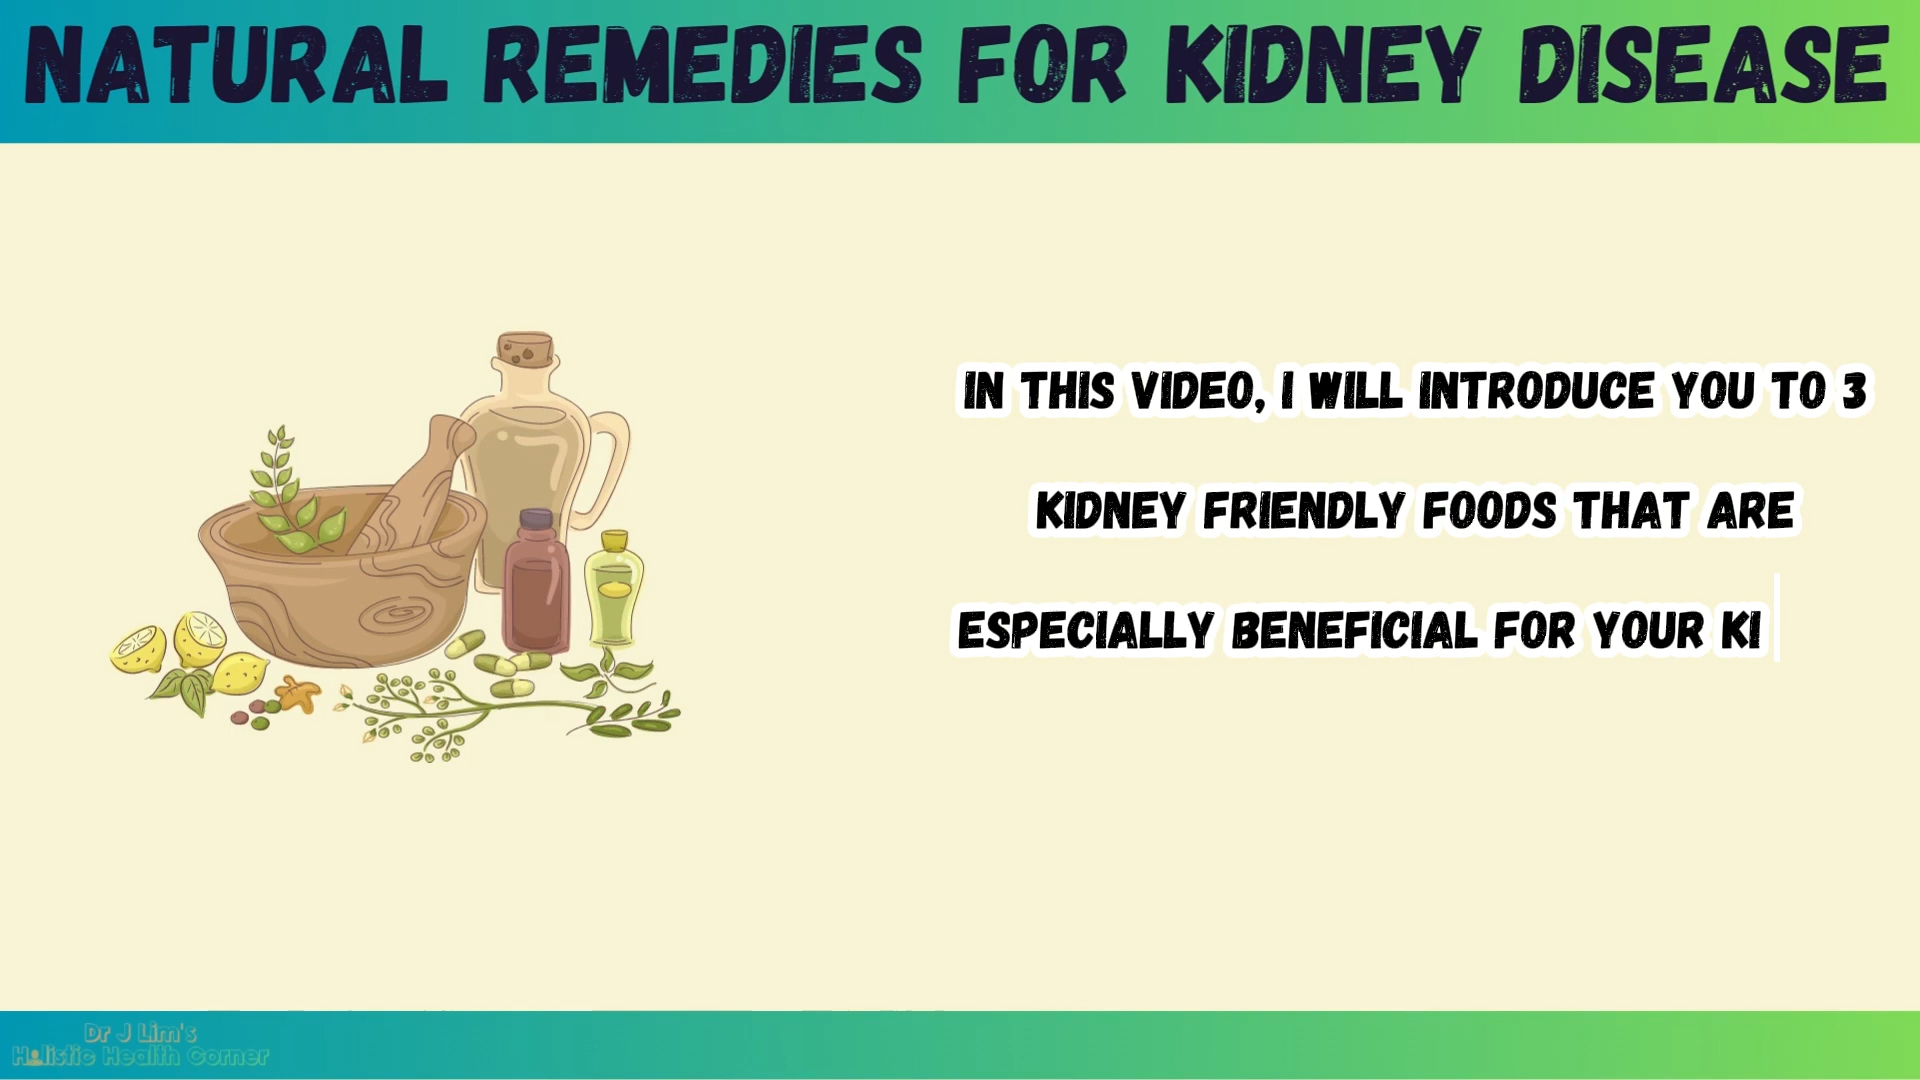 NATURAL REMEDIES FOR KIDNEY DISEASE
IN THIS VIDEO, I WILL INTRODUCE YOU TO 3
KIDNEY FRIENDLY FOODS THAT ARE
ESPECIALLY BENEFICIAL FOR YOUR KI
Dr J Lim's
Holistic Health Corner